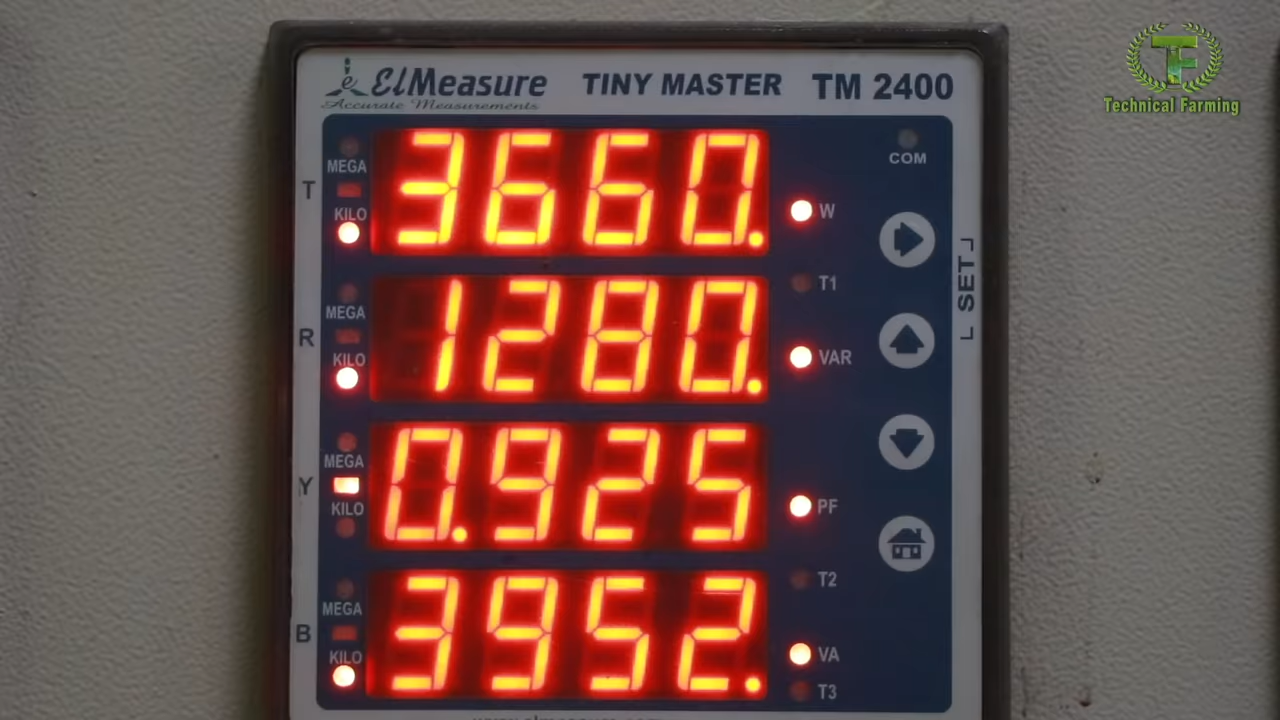 ElMeasure TINY MASTER TM 2400
Accurate Measurements
TF
Technical Farming
COM
T
MEGA
KILO
3660.
W
T1
SET
R
MEGA
KILO
1280.
VAR
Y
MEGA
KILO
0.925
PF
T2
B
MEGA
KILO
3952.
VA
T3